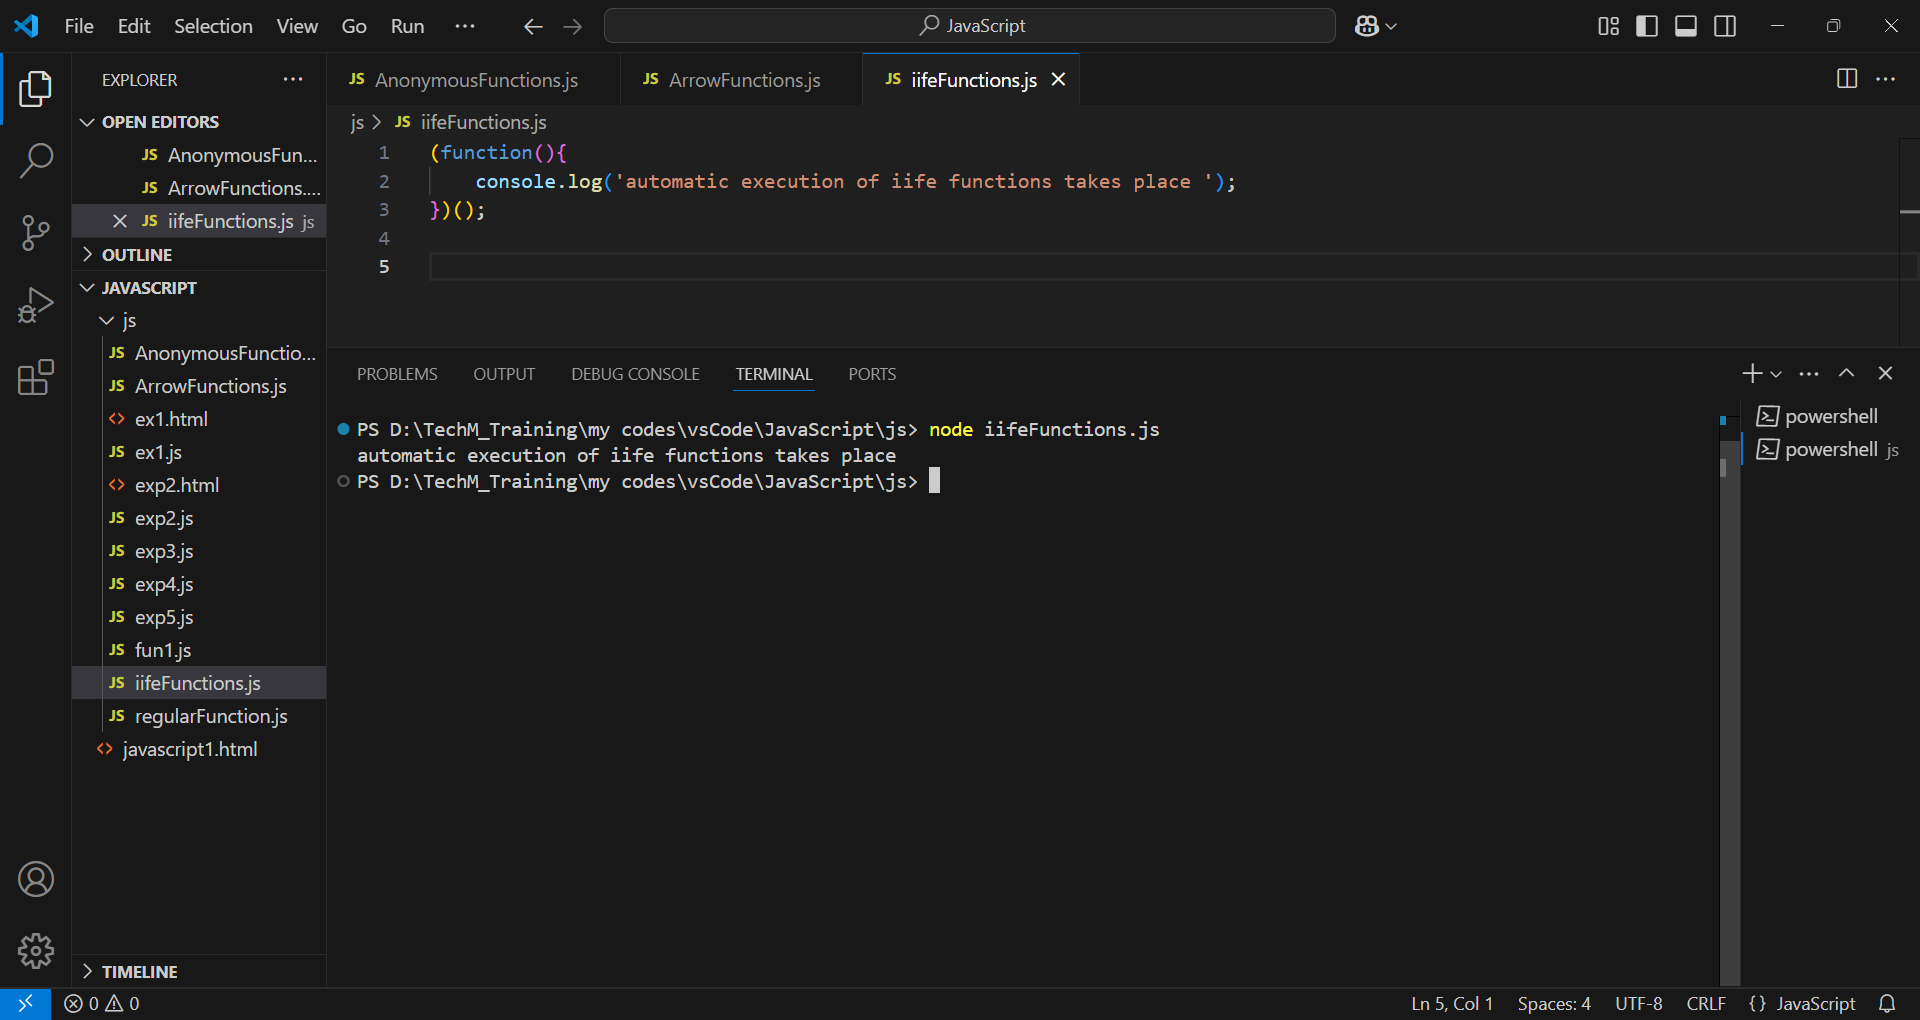 File Edit Selection View Go Run ··· JavaScript
EXPLORER ···
OPEN EDITORS
JS AnonymousFun...
JS ArrowFunctions....
JS iifeFunctions.js js
OUTLINE
JAVASCRIPT
js
JS AnonymousFunctio...
JS ArrowFunctions.js
<> ex1.html
JS ex1.js
<> exp2.html
JS exp2.js
JS exp3.js
JS exp4.js
JS exp5.js
JS fun1.js
JS iifeFunctions.js
JS regularFunction.js
<> javascript1.html
TIMELINE
JS AnonymousFunctions.js JS ArrowFunctions.js JS iifeFunctions.js
js > JS iifeFunctions.js
1 (function(){
2     console.log('automatic execution of iife functions takes place ');
3 })();
4
5
PROBLEMS OUTPUT DEBUG CONSOLE TERMINAL PORTS
PS D:\TechM_Training\my codes\vsCode\JavaScript\js> node iifeFunctions.js
automatic execution of iife functions takes place
PS D:\TechM_Training\my codes\vsCode\JavaScript\js>
powershell
powershell js
0 0 Ln 5, Col 1 Spaces: 4 UTF-8 CRLF {} JavaScript